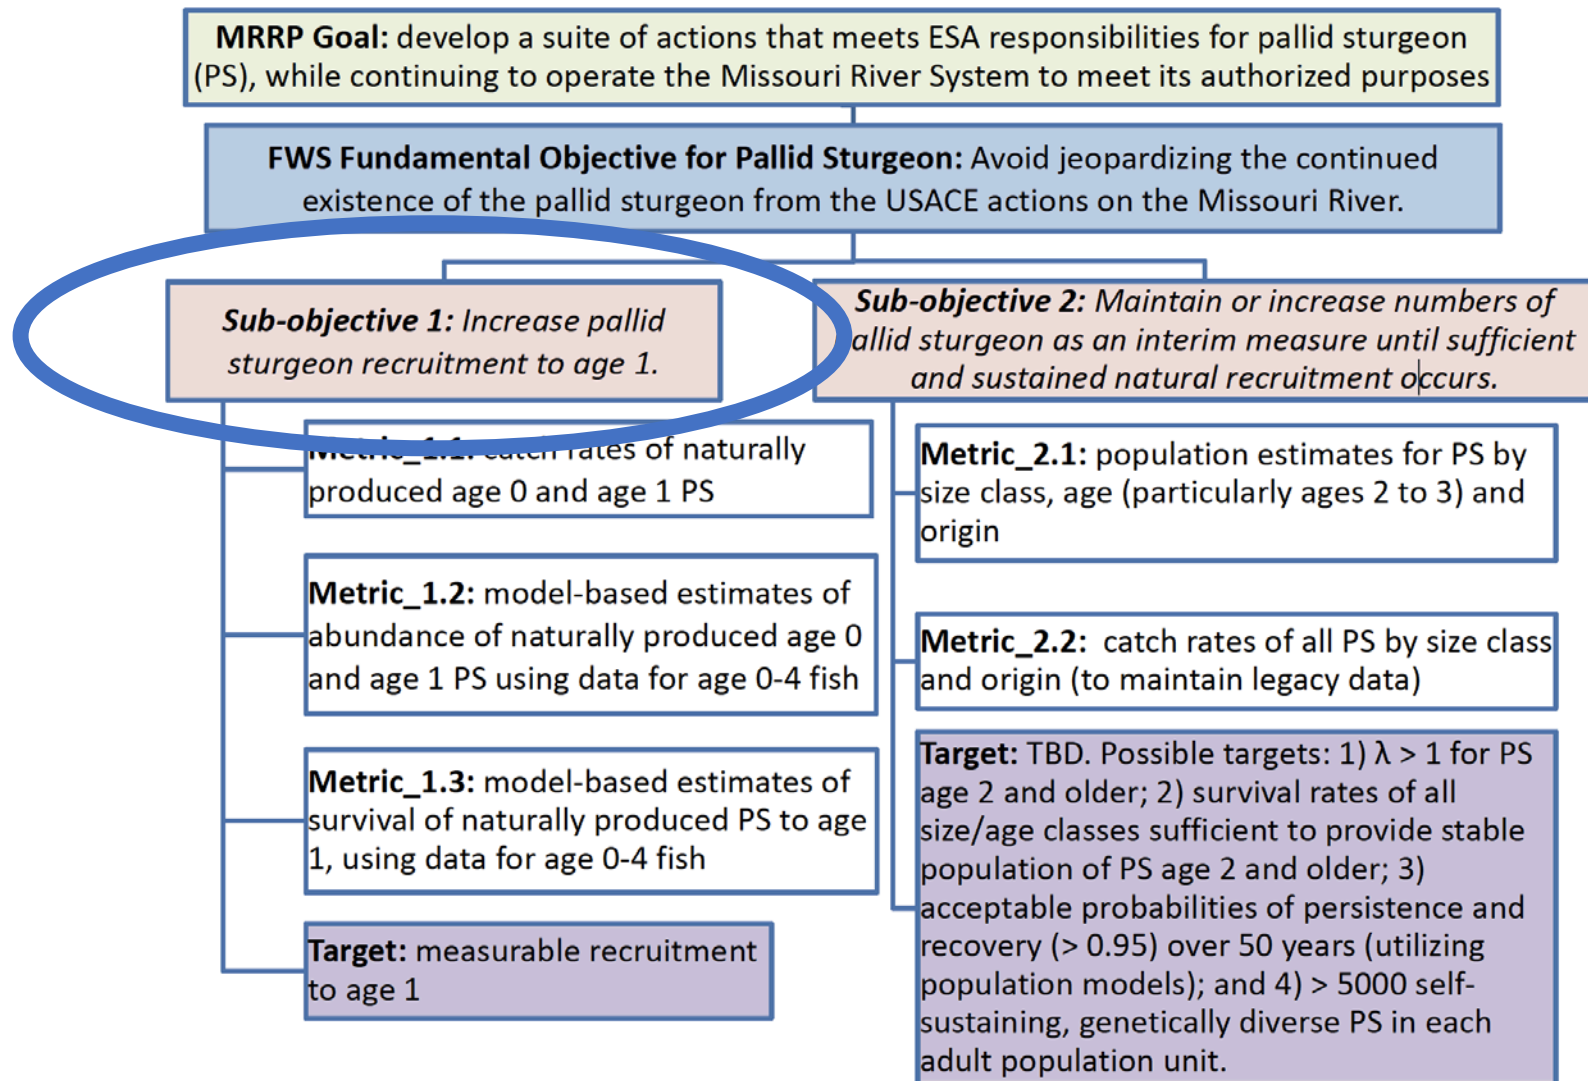 MRRP Goal: develop a suite of actions that meets ESA responsibilities for pallid sturgeon
(PS), while continuing to operate the Missouri River System to meet its authorized purposes
FWS Fundamental Objective for Pallid Sturgeon: Avoid jeopardizing the continued
existence of the pallid sturgeon from the USACE actions on the Missouri River.
Sub-objective 1: Increase pallid
sturgeon recruitment to age 1.
Metric_1.1: catch rates of naturally
produced age 0 and age 1 PS
Metric_1.2: model-based estimates of
abundance of naturally produced age 0
and age 1 PS using data for age 0-4 fish
Metric_1.3: model-based estimates of
survival of naturally produced PS to age
1, using data for age 0-4 fish
Target: measurable recruitment
to age 1
Sub-objective 2: Maintain or increase numbers of
allid sturgeon as an interim measure until sufficient
and sustained natural recruitment occurs.
Metric_2.1: population estimates for PS by
size class, age (particularly ages 2 to 3) and
origin
Metric_2.2: catch rates of all PS by size class
and origin (to maintain legacy data)
Target: TBD. Possible targets: 1) λ > 1 for PS
age 2 and older; 2) survival rates of all
size/age classes sufficient to provide stable
population of PS age 2 and older; 3)
acceptable probabilities of persistence and
recovery (> 0.95) over 50 years (utilizing
population models); and 4) > 5000 self-
sustaining, genetically diverse PS in each
adult population unit.